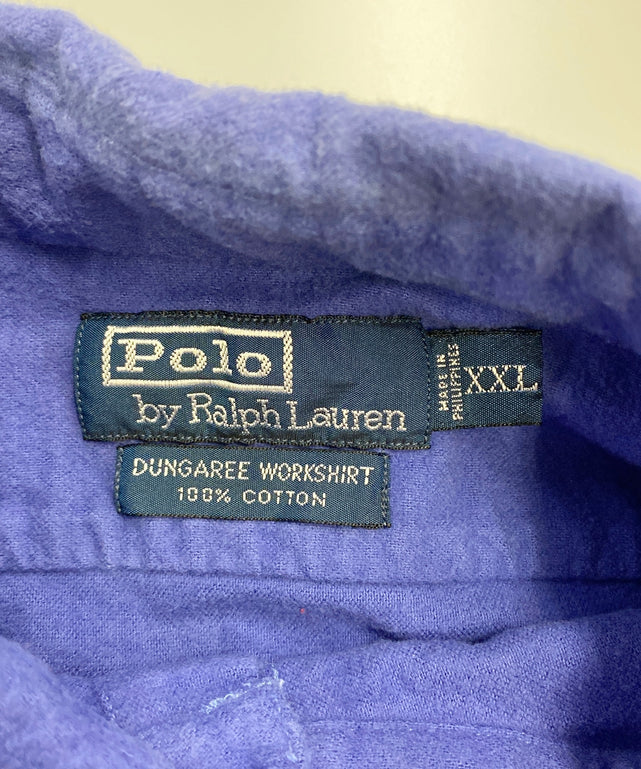 Polo
by Ralph Lauren
MADE IN
PHILIPPINES
XXL
DUNGAREE WORKSHIRT
100% COTTON